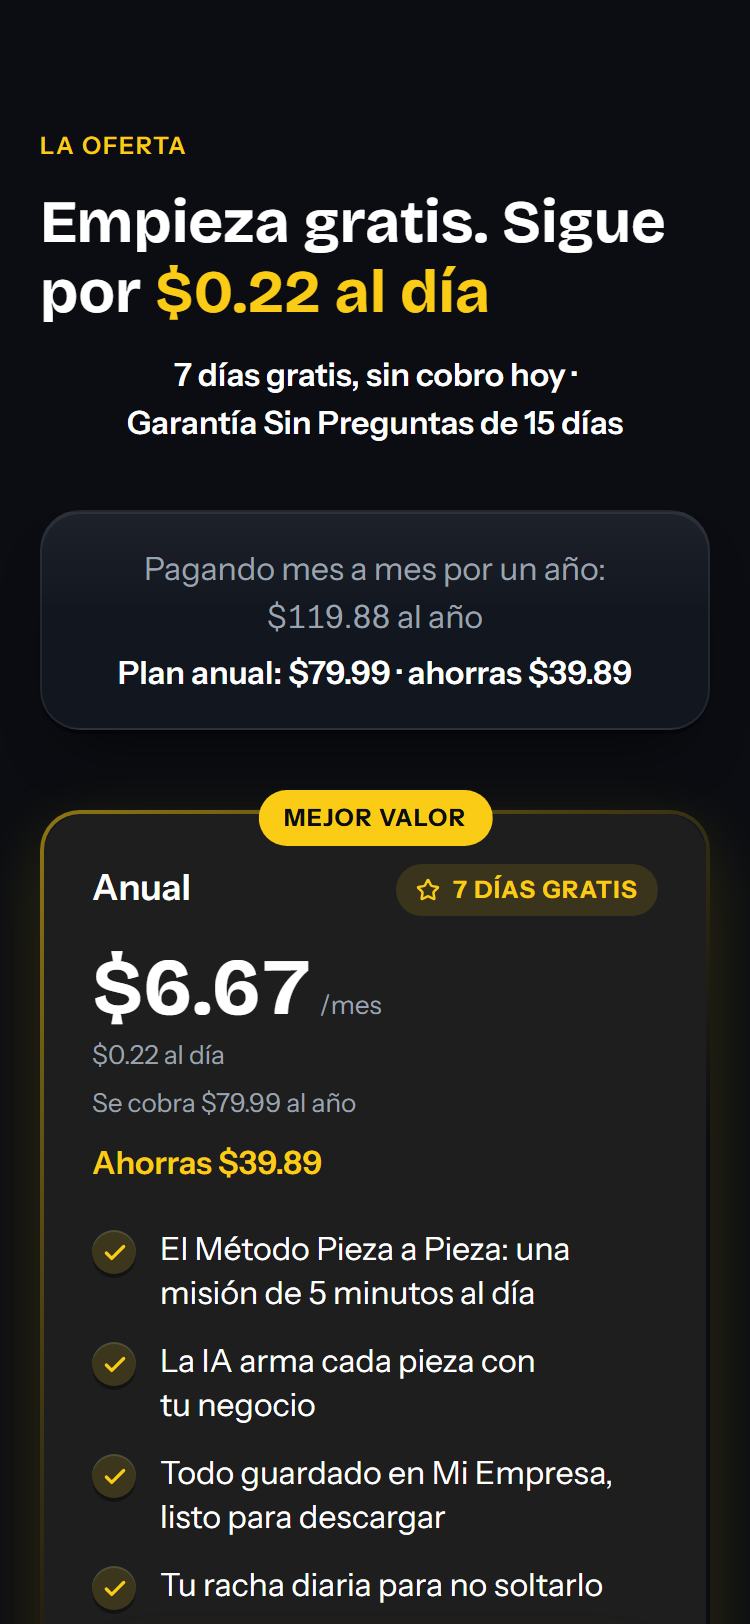 LA OFERTA
Empieza gratis. Sigue
por $0.22 al día
7 días gratis, sin cobro hoy ·
Garantía Sin Preguntas de 15 días
Pagando mes a mes por un año:
$119.88 al año
Plan anual: $79.99 · ahorras $39.89
MEJOR VALOR
Anual
7 DÍAS GRATIS
$6.67 /mes
$0.22 al día
Se cobra $79.99 al año
Ahorras $39.89
El Método Pieza a Pieza: una
misión de 5 minutos al día
La IA arma cada pieza con
tu negocio
Todo guardado en Mi Empresa,
listo para descargar
Tu racha diaria para no soltarlo